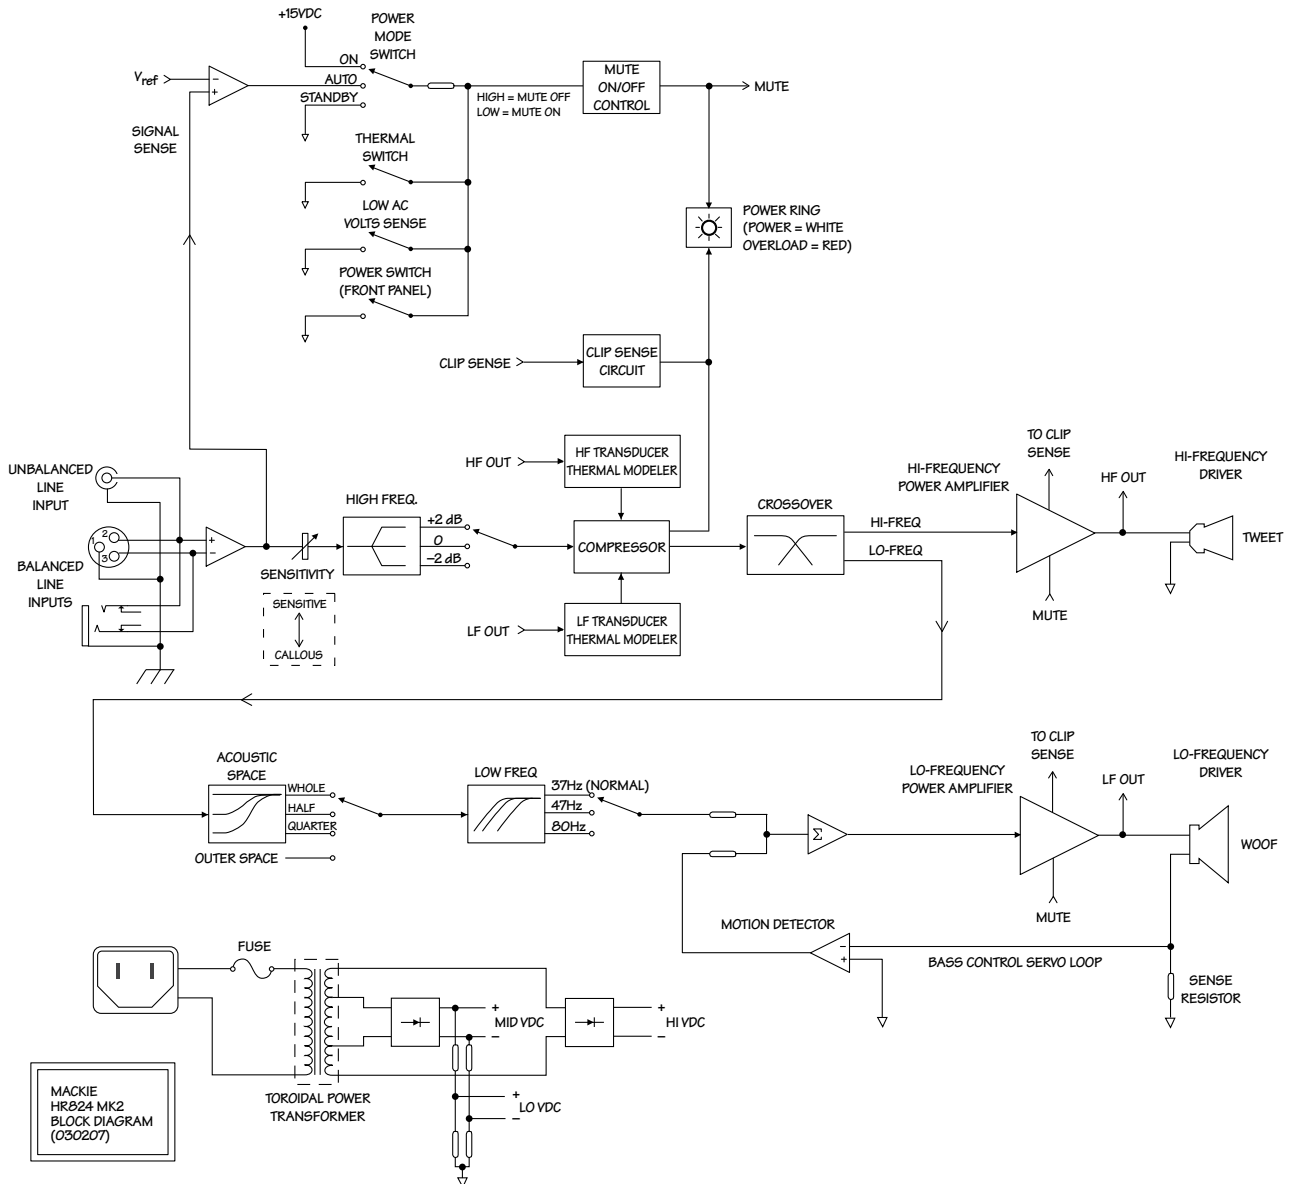 +15VDC
POWER
MODE
SWITCH
ON
Vref
−
+
AUTO
STANDBY
SIGNAL
SENSE
HIGH = MUTE OFF
LOW = MUTE ON
MUTE
ON/OFF
CONTROL
MUTE
THERMAL
SWITCH
LOW AC
VOLTS SENSE
POWER SWITCH
(FRONT PANEL)
POWER RING
(POWER = WHITE
OVERLOAD = RED)
CLIP SENSE
CLIP SENSE
CIRCUIT
UNBALANCED
LINE
INPUT
1
2
3
BALANCED
LINE
INPUTS
+
−
SENSITIVITY
SENSITIVE
CALLOUS
HIGH FREQ.
+2 dB
0
−2 dB
HF OUT
HF TRANSDUCER
THERMAL MODELER
COMPRESSOR
LF OUT
LF TRANSDUCER
THERMAL MODELER
CROSSOVER
HI-FREQ
LO-FREQ
HI-FREQUENCY
POWER AMPLIFIER
TO CLIP
SENSE
MUTE
HF OUT
HI-FREQUENCY
DRIVER
TWEET
ACOUSTIC
SPACE
WHOLE
HALF
QUARTER
OUTER SPACE
LOW FREQ
37Hz (NORMAL)
47Hz
80Hz
Σ
LO-FREQUENCY
POWER AMPLIFIER
TO CLIP
SENSE
MUTE
LF OUT
LO-FREQUENCY
DRIVER
WOOF
MOTION DETECTOR
−
+
BASS CONTROL SERVO LOOP
SENSE
RESISTOR
FUSE
TOROIDAL POWER
TRANSFORMER
+
MID VDC
−
+
HI VDC
−
+
LO VDC
−
MACKIE
HR824 MK2
BLOCK DIAGRAM
(030207)